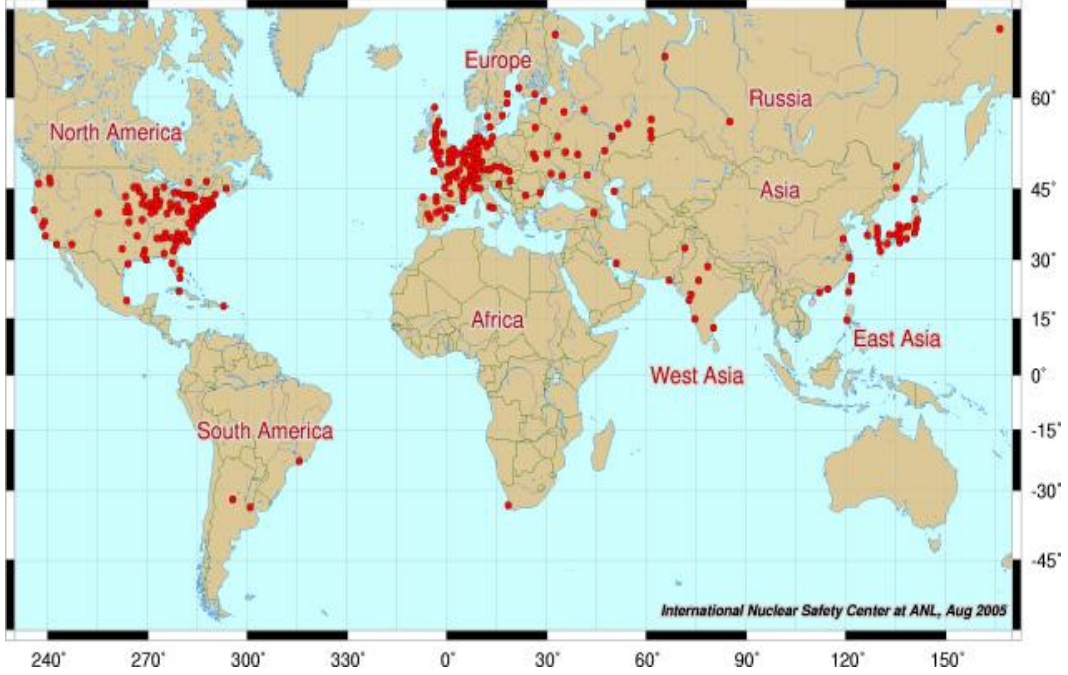 Europe
60˚
Russia
North America
Asia
45˚
30˚
Africa
15˚
East Asia
West Asia
0˚
South America
-15˚
-30˚
-45˚
International Nuclear Safety Center at ANL, Aug 2005
240˚ 270˚ 300˚ 330˚ 0˚ 30˚ 60˚ 90˚ 120˚ 150˚